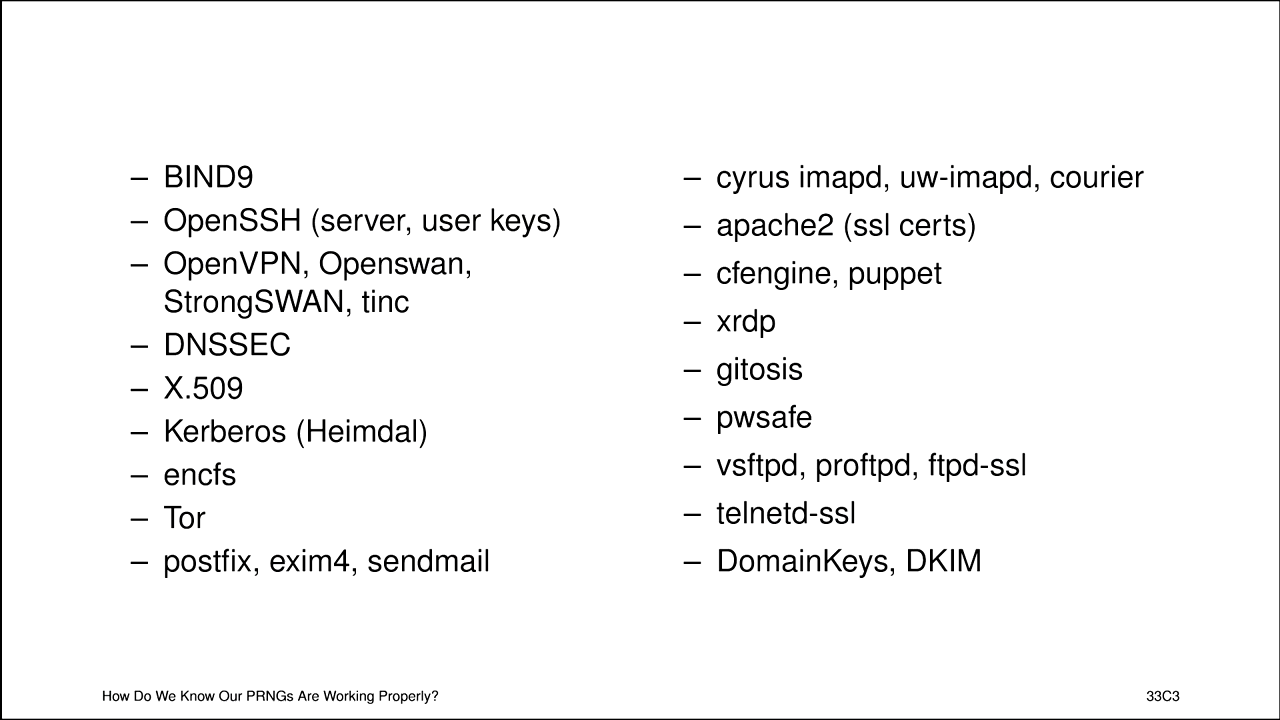 – BIND9
– OpenSSH (server, user keys)
– OpenVPN, Openswan,
StrongSWAN, tinc
– DNSSEC
– X.509
– Kerberos (Heimdal)
– encfs
– Tor
– postfix, exim4, sendmail
– cyrus imapd, uw-imapd, courier
– apache2 (ssl certs)
– cfengine, puppet
– xrdp
– gitosis
– pwsafe
– vsftpd, proftpd, ftpd-ssl
– telnetd-ssl
– DomainKeys, DKIM
How Do We Know Our PRNGs Are Working Properly?
33C3